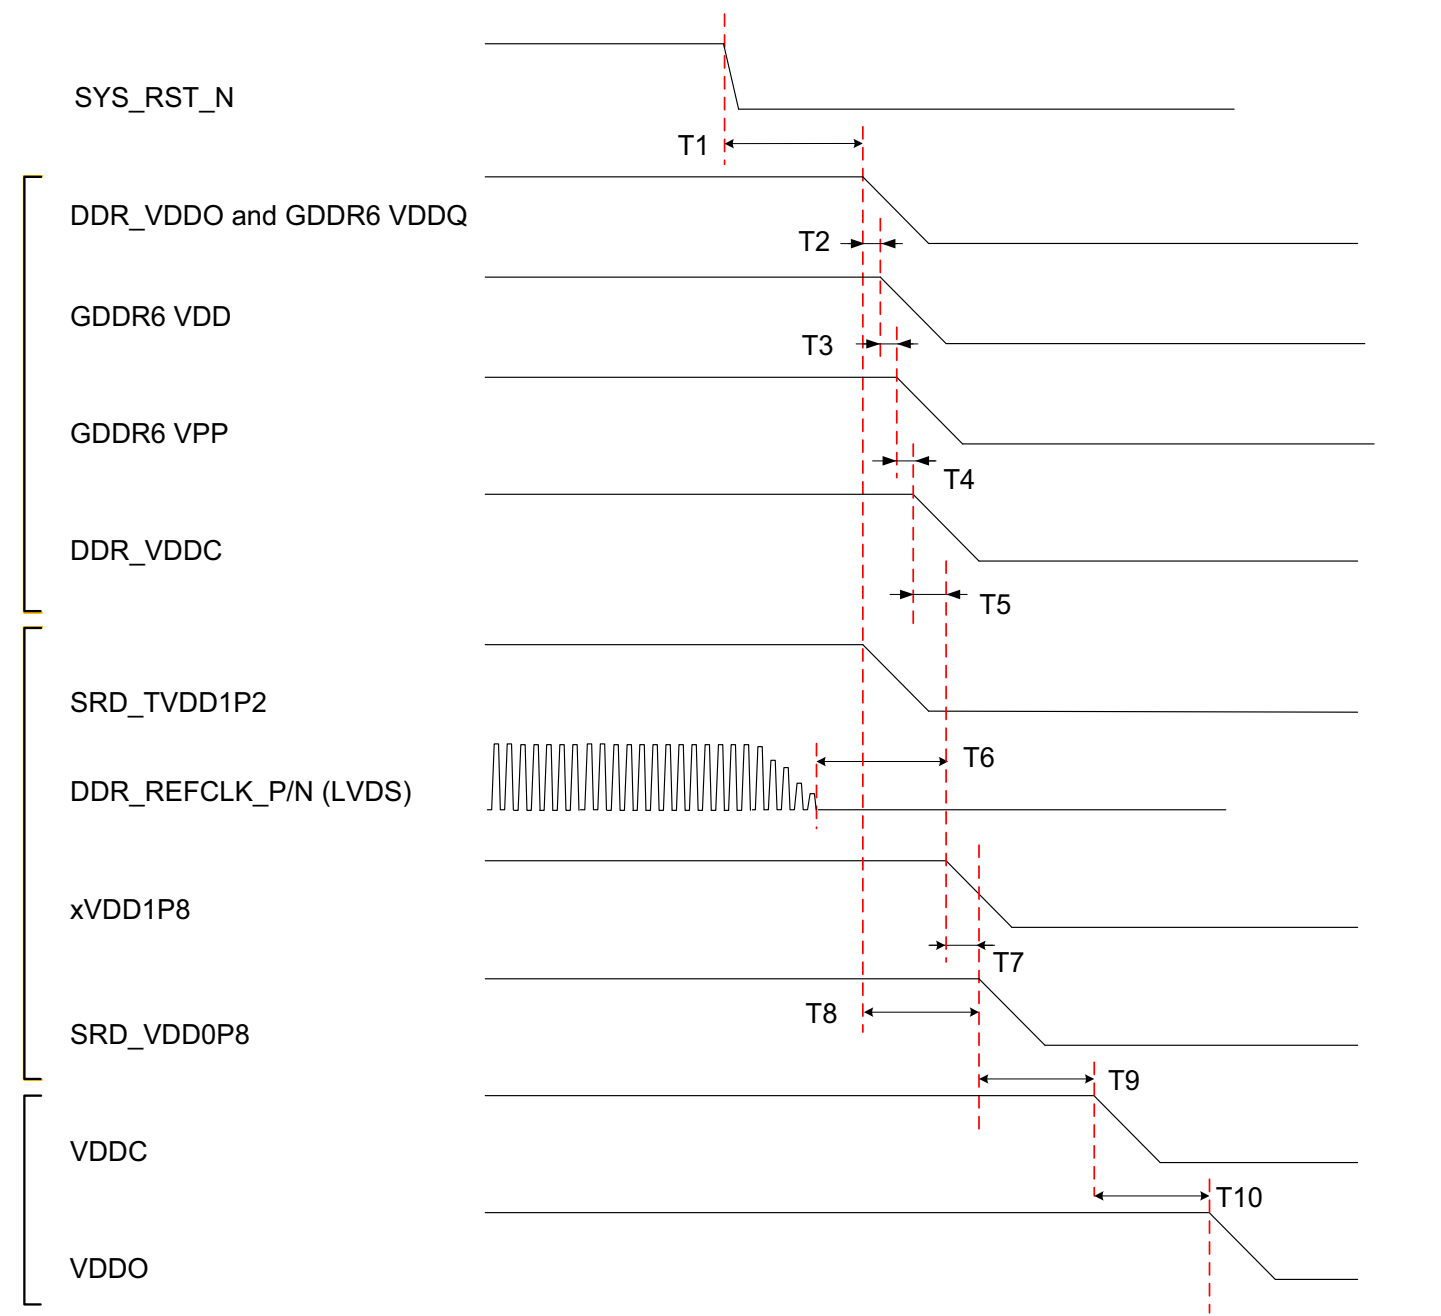 SYS_RST_N
T1
DDR_VDDO and GDDR6 VDDQ
T2
GDDR6 VDD
T3
GDDR6 VPP
T4
DDR_VDDC
T5
SRD_TVDD1P2
T6
DDR_REFCLK_P/N (LVDS)
xVDD1P8
T7
T8
SRD_VDD0P8
T9
VDDC
T10
VDDO